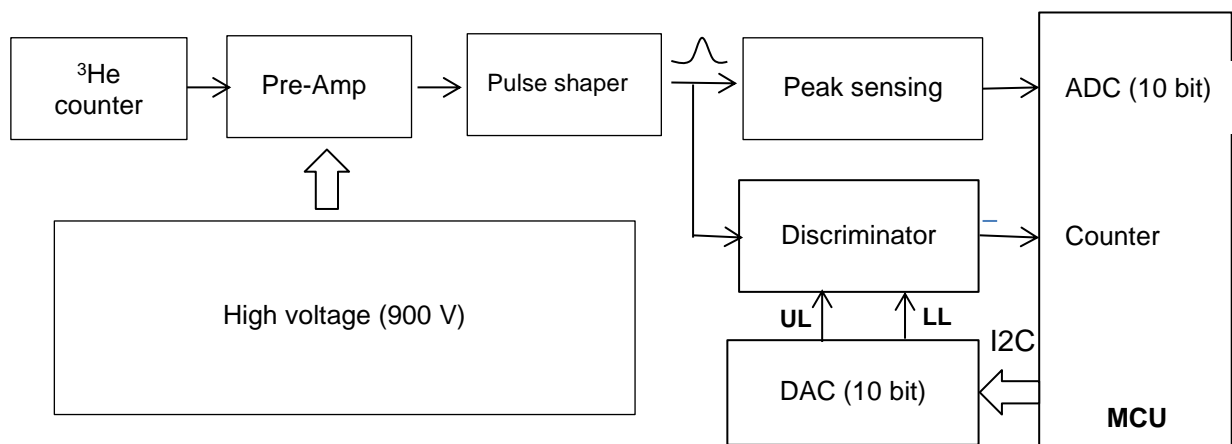 ³He
counter
Pre-Amp
Pulse shaper
Peak sensing
ADC (10 bit)
High voltage (900 V)
Discriminator
Counter
UL
LL
I2C
DAC (10 bit)
MCU